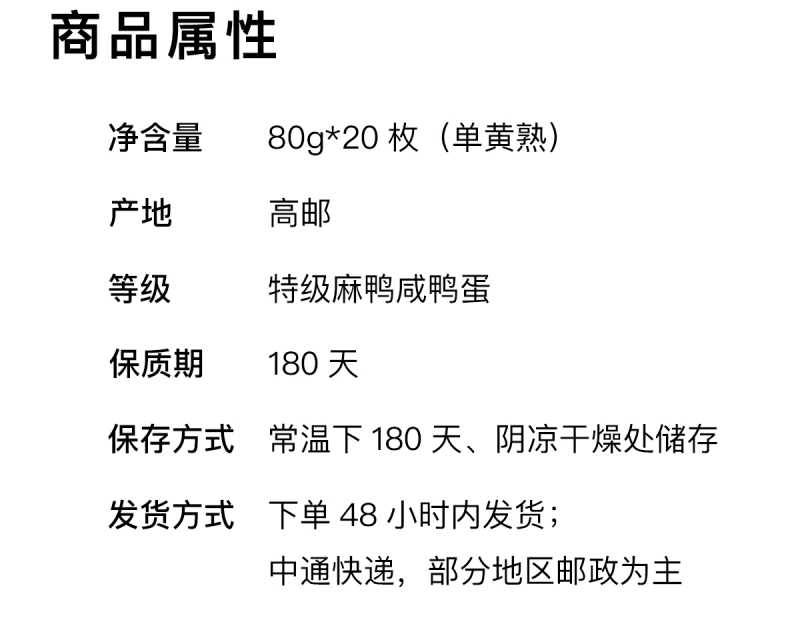 商品属性
净含量 80g*20 枚（单黄熟）
产地 高邮
等级 特级麻鸭咸鸭蛋
保质期 180 天
保存方式 常温下 180 天、阴凉干燥处储存
发货方式 下单 48 小时内发货；
中通快递，部分地区邮政为主